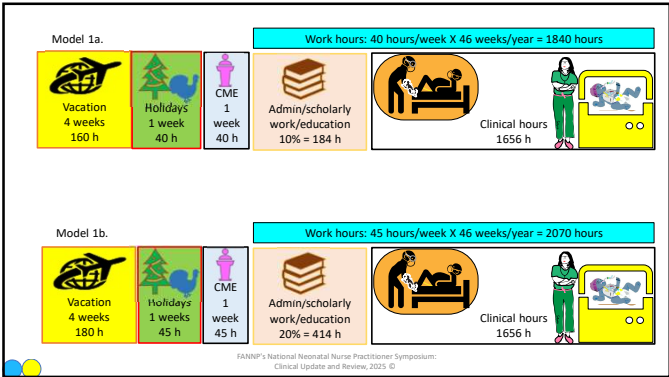 Model 1a.
Work hours: 40 hours/week X 46 weeks/year = 1840 hours
Vacation
4 weeks
160 h
Holidays
1 week
40 h
CME
1
week
40 h
Admin/scholarly
work/education
10% = 184 h
Clinical hours
1656 h
Model 1b.
Work hours: 45 hours/week X 46 weeks/year = 2070 hours
Vacation
4 weeks
180 h
Holidays
1 weeks
45 h
CME
1
week
45 h
Admin/scholarly
work/education
20% = 414 h
Clinical hours
1656 h
FANNP's National Neonatal Nurse Practitioner Symposium:
Clinical Update and Review, 2025 ©